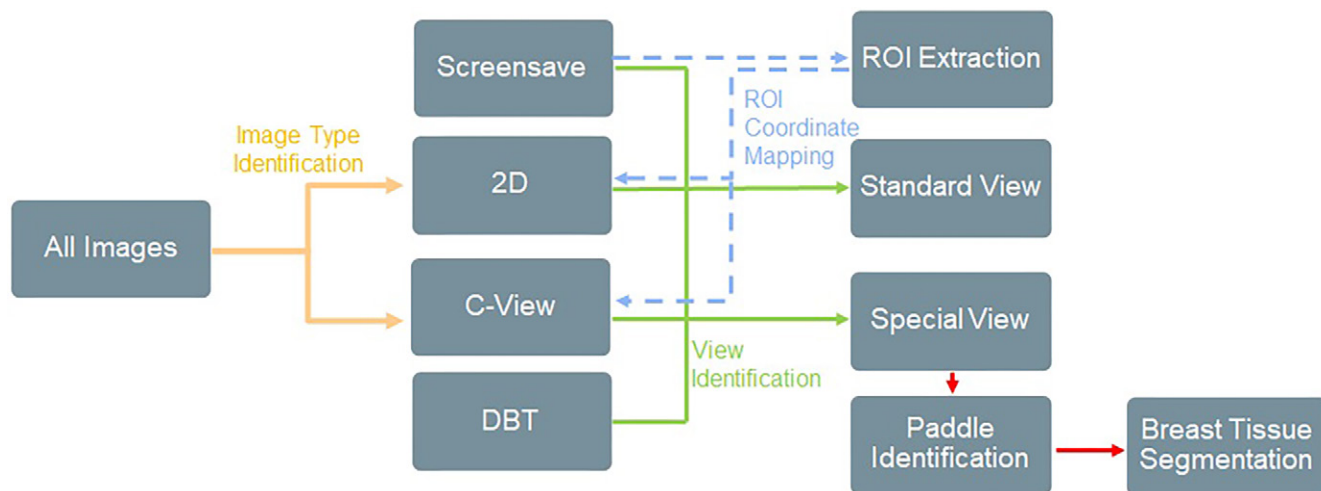 Screensave
ROI Extraction
ROI
Coordinate
Mapping
Image Type
Identification
2D
Standard View
All Images
C-View
Special View
View
Identification
DBT
Paddle
Identification
Breast Tissue
Segmentation